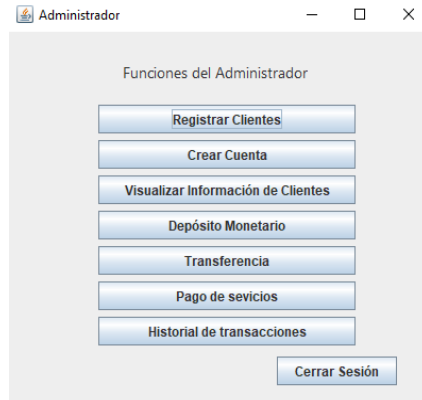 Administrador
Funciones del Administrador
Registrar Clientes
Crear Cuenta
Visualizar Información de Clientes
Depósito Monetario
Transferencia
Pago de sevicios
Historial de transacciones
Cerrar Sesión